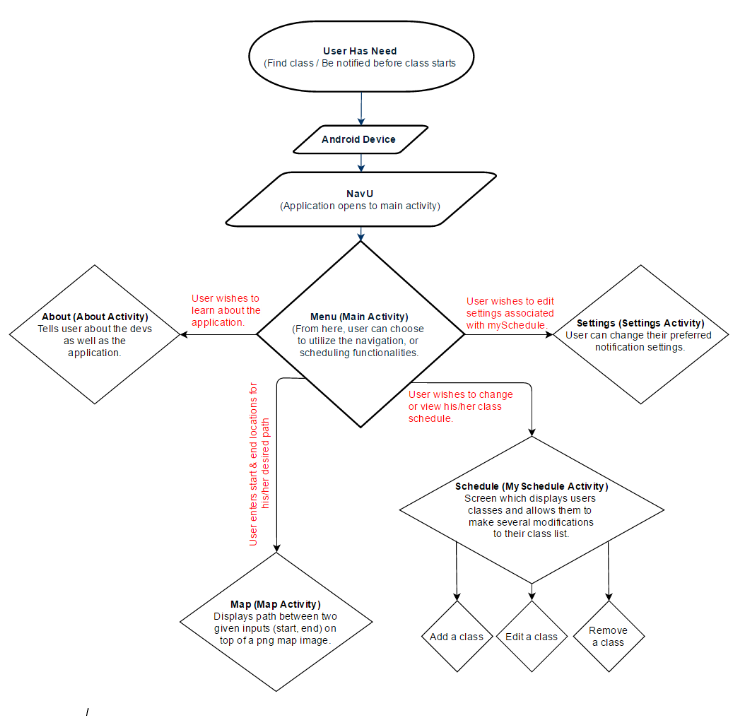 User Has Need
(Find class / Be notified before class starts
Android Device
NavU
(Application opens to main activity)
User wishes to
learn about the
application.
User wishes to edit
settings associated
with mySchedule.
About (About Activity)
Tells user about the devs
as well as the
application.
Menu (Main Activity)
(From here, user can choose
to utilize the navigation, or
scheduling functionalities.
Settings (Settings Activity)
User can change their preferred
notification settings.
User enters start & end locations for
his/her desired path
User wishes to change
or view his/her class
schedule.
Schedule (My Schedule Activity)
Screen which displays users
classes and allows them to
make several modifications
to their class list.
Map (Map Activity)
Displays path between two
given inputs (start, end) on
top of a png map image.
Add a class
Edit a class
Remove
a class
/